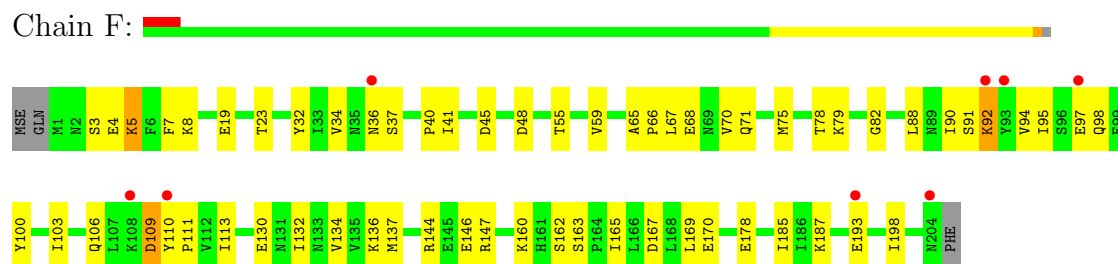 Chain F:
MSE GLN M1 N2 S3 E4 K5 F6 F7 K8 E19 T23 Y32 I33 V34 N35 N36 S37 P40 I41 D45 D48 T55 V59 A65 P66 L67 E68 N69 V70 Q71 M75 T78 K79 G82 L88 N89 I90 S91 K92 Y93 V94 I95 S96 E97 Q98 E99
Y100 I103 Q106 L107 K108 D109 Y110 P111 V112 I113 E130 N131 I132 N133 V134 V135 K136 M137 R144 E145 E146 R147 K160 H161 S162 S163 P164 I165 L166 D167 L168 L169 E170 E178 I185 I186 K187 E193 I198 N204 PHE